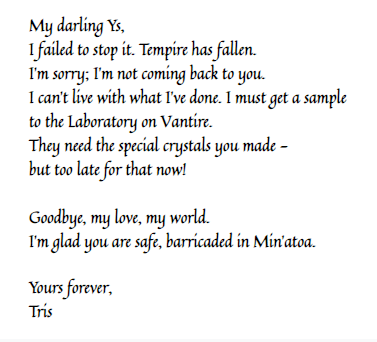 My darling Ys,
I failed to stop it. Tempire has fallen.
I'm sorry; I'm not coming back to you.
I can't live with what I've done. I must get a sample
to the Laboratory on Vantire.
They need the special crystals you made –
but too late for that now!
Goodbye, my love, my world.
I'm glad you are safe, barricaded in Min'atoa.
Yours forever,
Tris